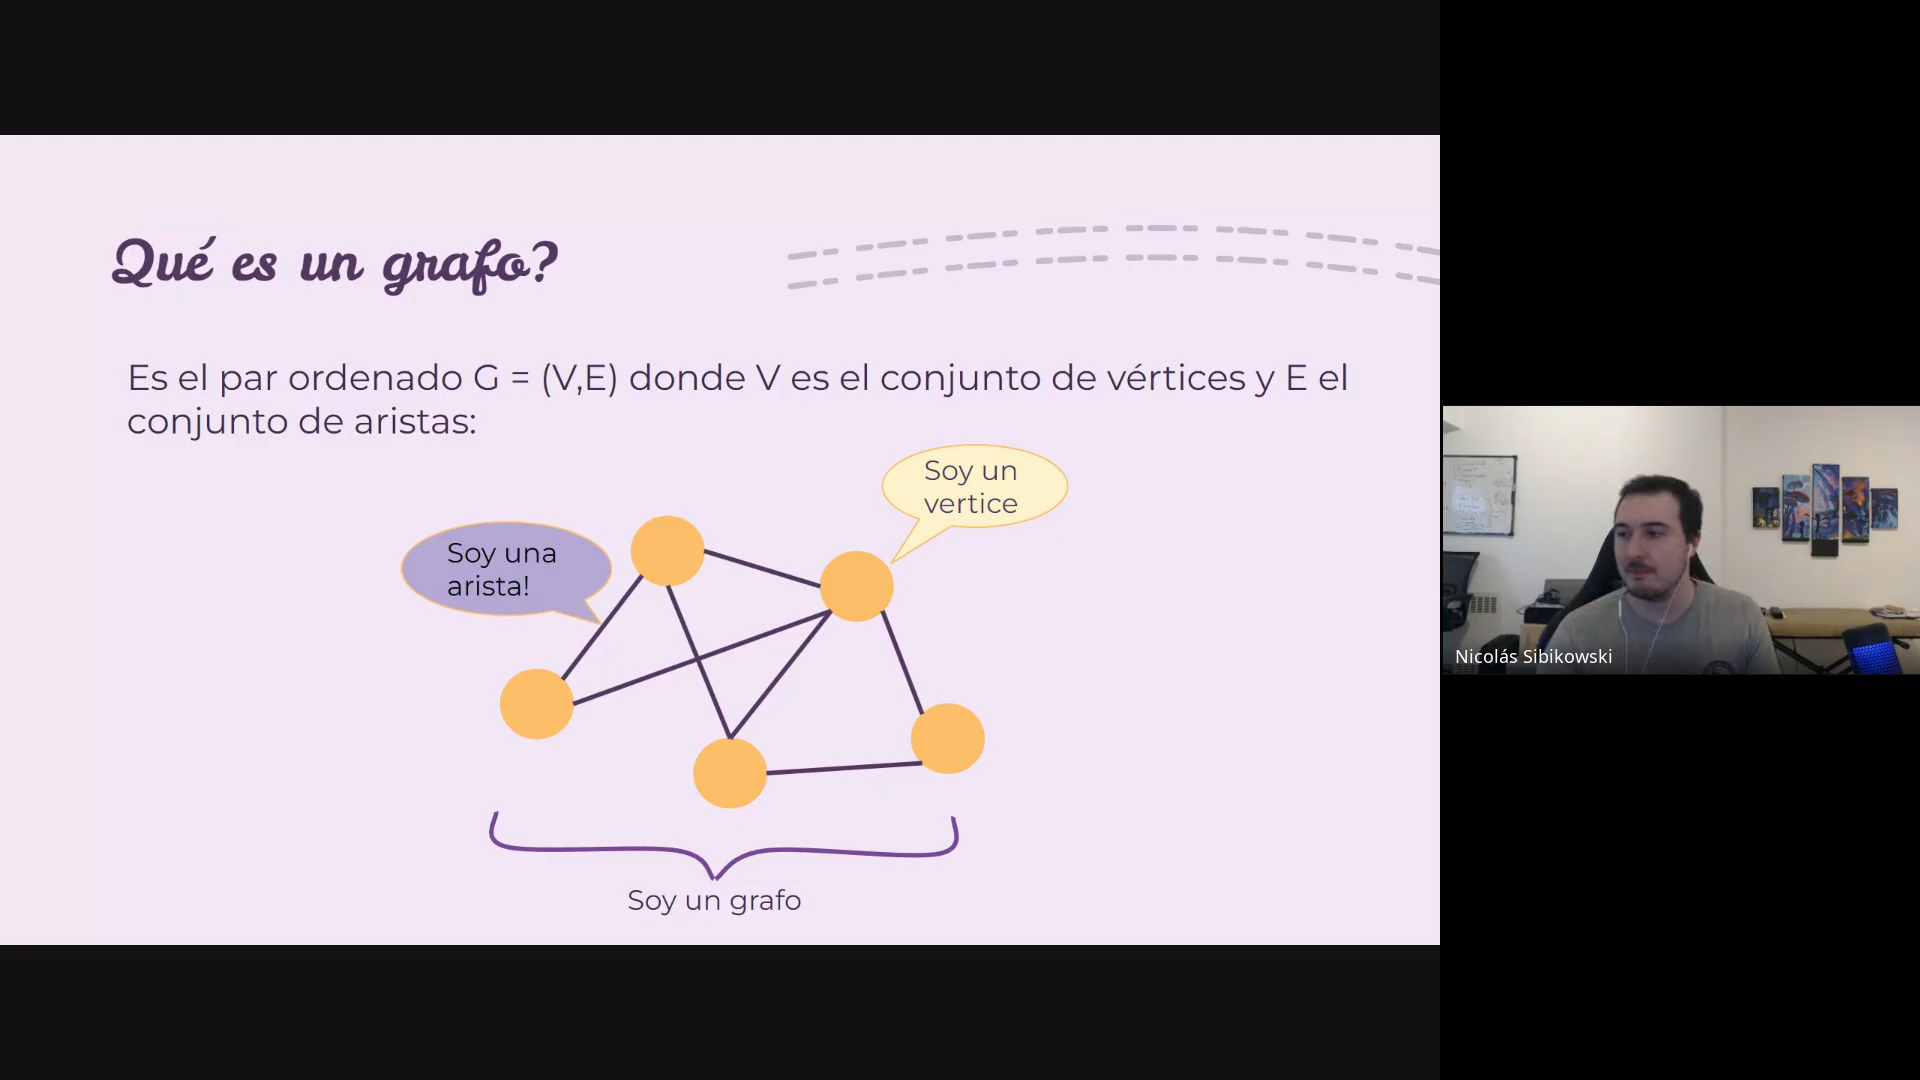 Qué es un grafo?
Es el par ordenado G = (V,E) donde V es el conjunto de vértices y E el
conjunto de aristas:
Soy un
vertice
Soy una
arista!
Soy un grafo
Nicolás Sibikowski